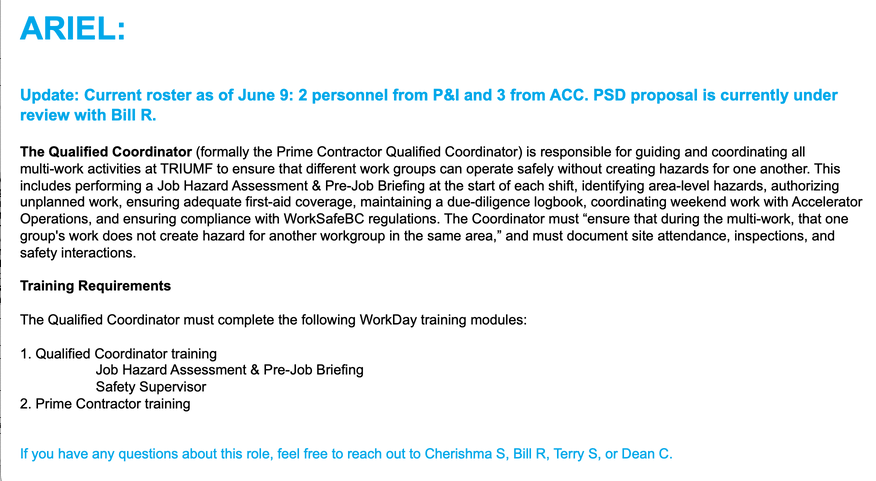 ARIEL:
Update: Current roster as of June 9: 2 personnel from P&I and 3 from ACC. PSD proposal is currently under
review with Bill R.
The Qualified Coordinator (formally the Prime Contractor Qualified Coordinator) is responsible for guiding and coordinating all
multi-work activities at TRIUMF to ensure that different work groups can operate safely without creating hazards for one another. This
includes performing a Job Hazard Assessment & Pre-Job Briefing at the start of each shift, identifying area-level hazards, authorizing
unplanned work, ensuring adequate first-aid coverage, maintaining a due-diligence logbook, coordinating weekend work with Accelerator
Operations, and ensuring compliance with WorkSafeBC regulations. The Coordinator must “ensure that during the multi-work, that one
group's work does not create hazard for another workgroup in the same area,” and must document site attendance, inspections, and
safety interactions.
Training Requirements
The Qualified Coordinator must complete the following WorkDay training modules:
1. Qualified Coordinator training
Job Hazard Assessment & Pre-Job Briefing
Safety Supervisor
2. Prime Contractor training
If you have any questions about this role, feel free to reach out to Cherishma S, Bill R, Terry S, or Dean C.